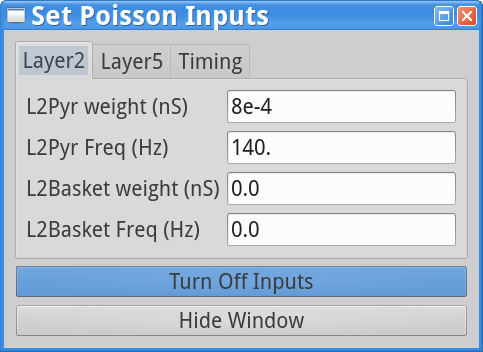 Set Poisson Inputs
Layer2 Layer5 Timing
L2Pyr weight (nS) 8e-4
L2Pyr Freq (Hz) 140.
L2Basket weight (nS) 0.0
L2Basket Freq (Hz) 0.0
Turn Off Inputs
Hide Window